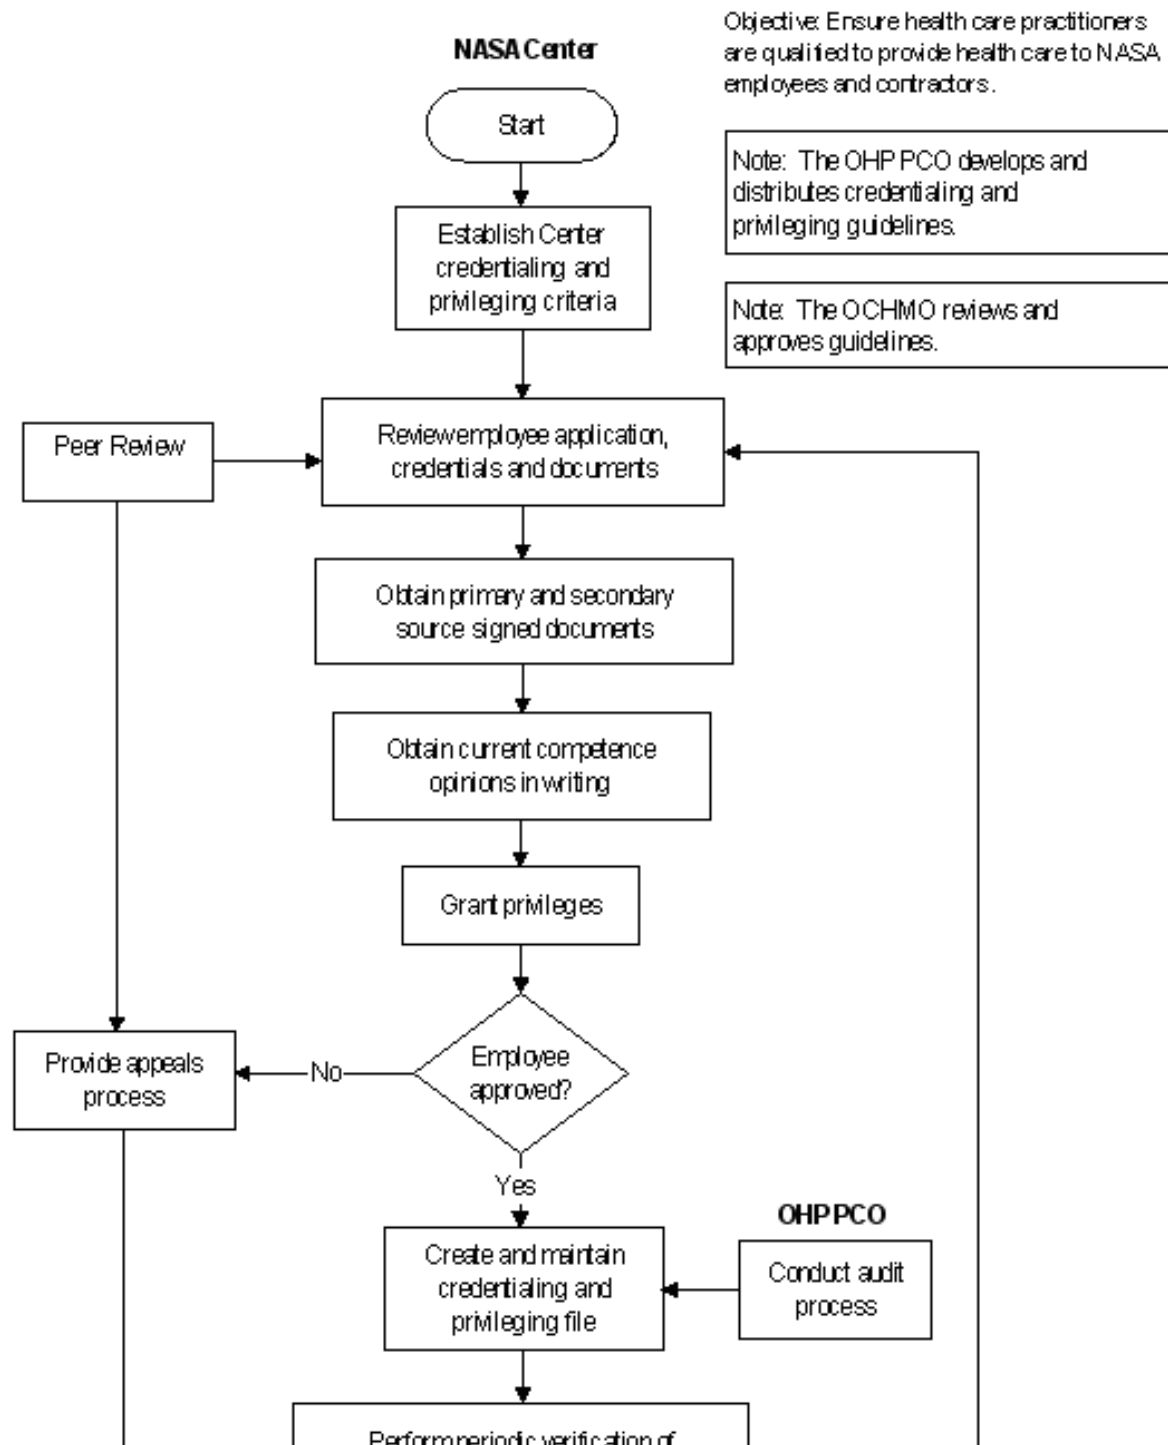 NASA Center
Objective: Ensure health care practitioners
are qualified to provide health care to NASA
employees and contractors.
Start
Note: The OHP PCO develops and
distributes credentialing and
privileging guidelines.
Establish Center
credentialing and
privileging criteria
Note: The OCHMO reviews and
approves guidelines.
Peer Review
Review employee application,
credentials and documents
Obtain primary and secondary
source signed documents
Obtain current competence
opinions in writing
Grant privileges
Employee
approved?
No
Provide appeals
process
Yes
OHP PCO
Create and maintain
credentialing and
privileging file
Conduct audit
process
Perform periodic verification of